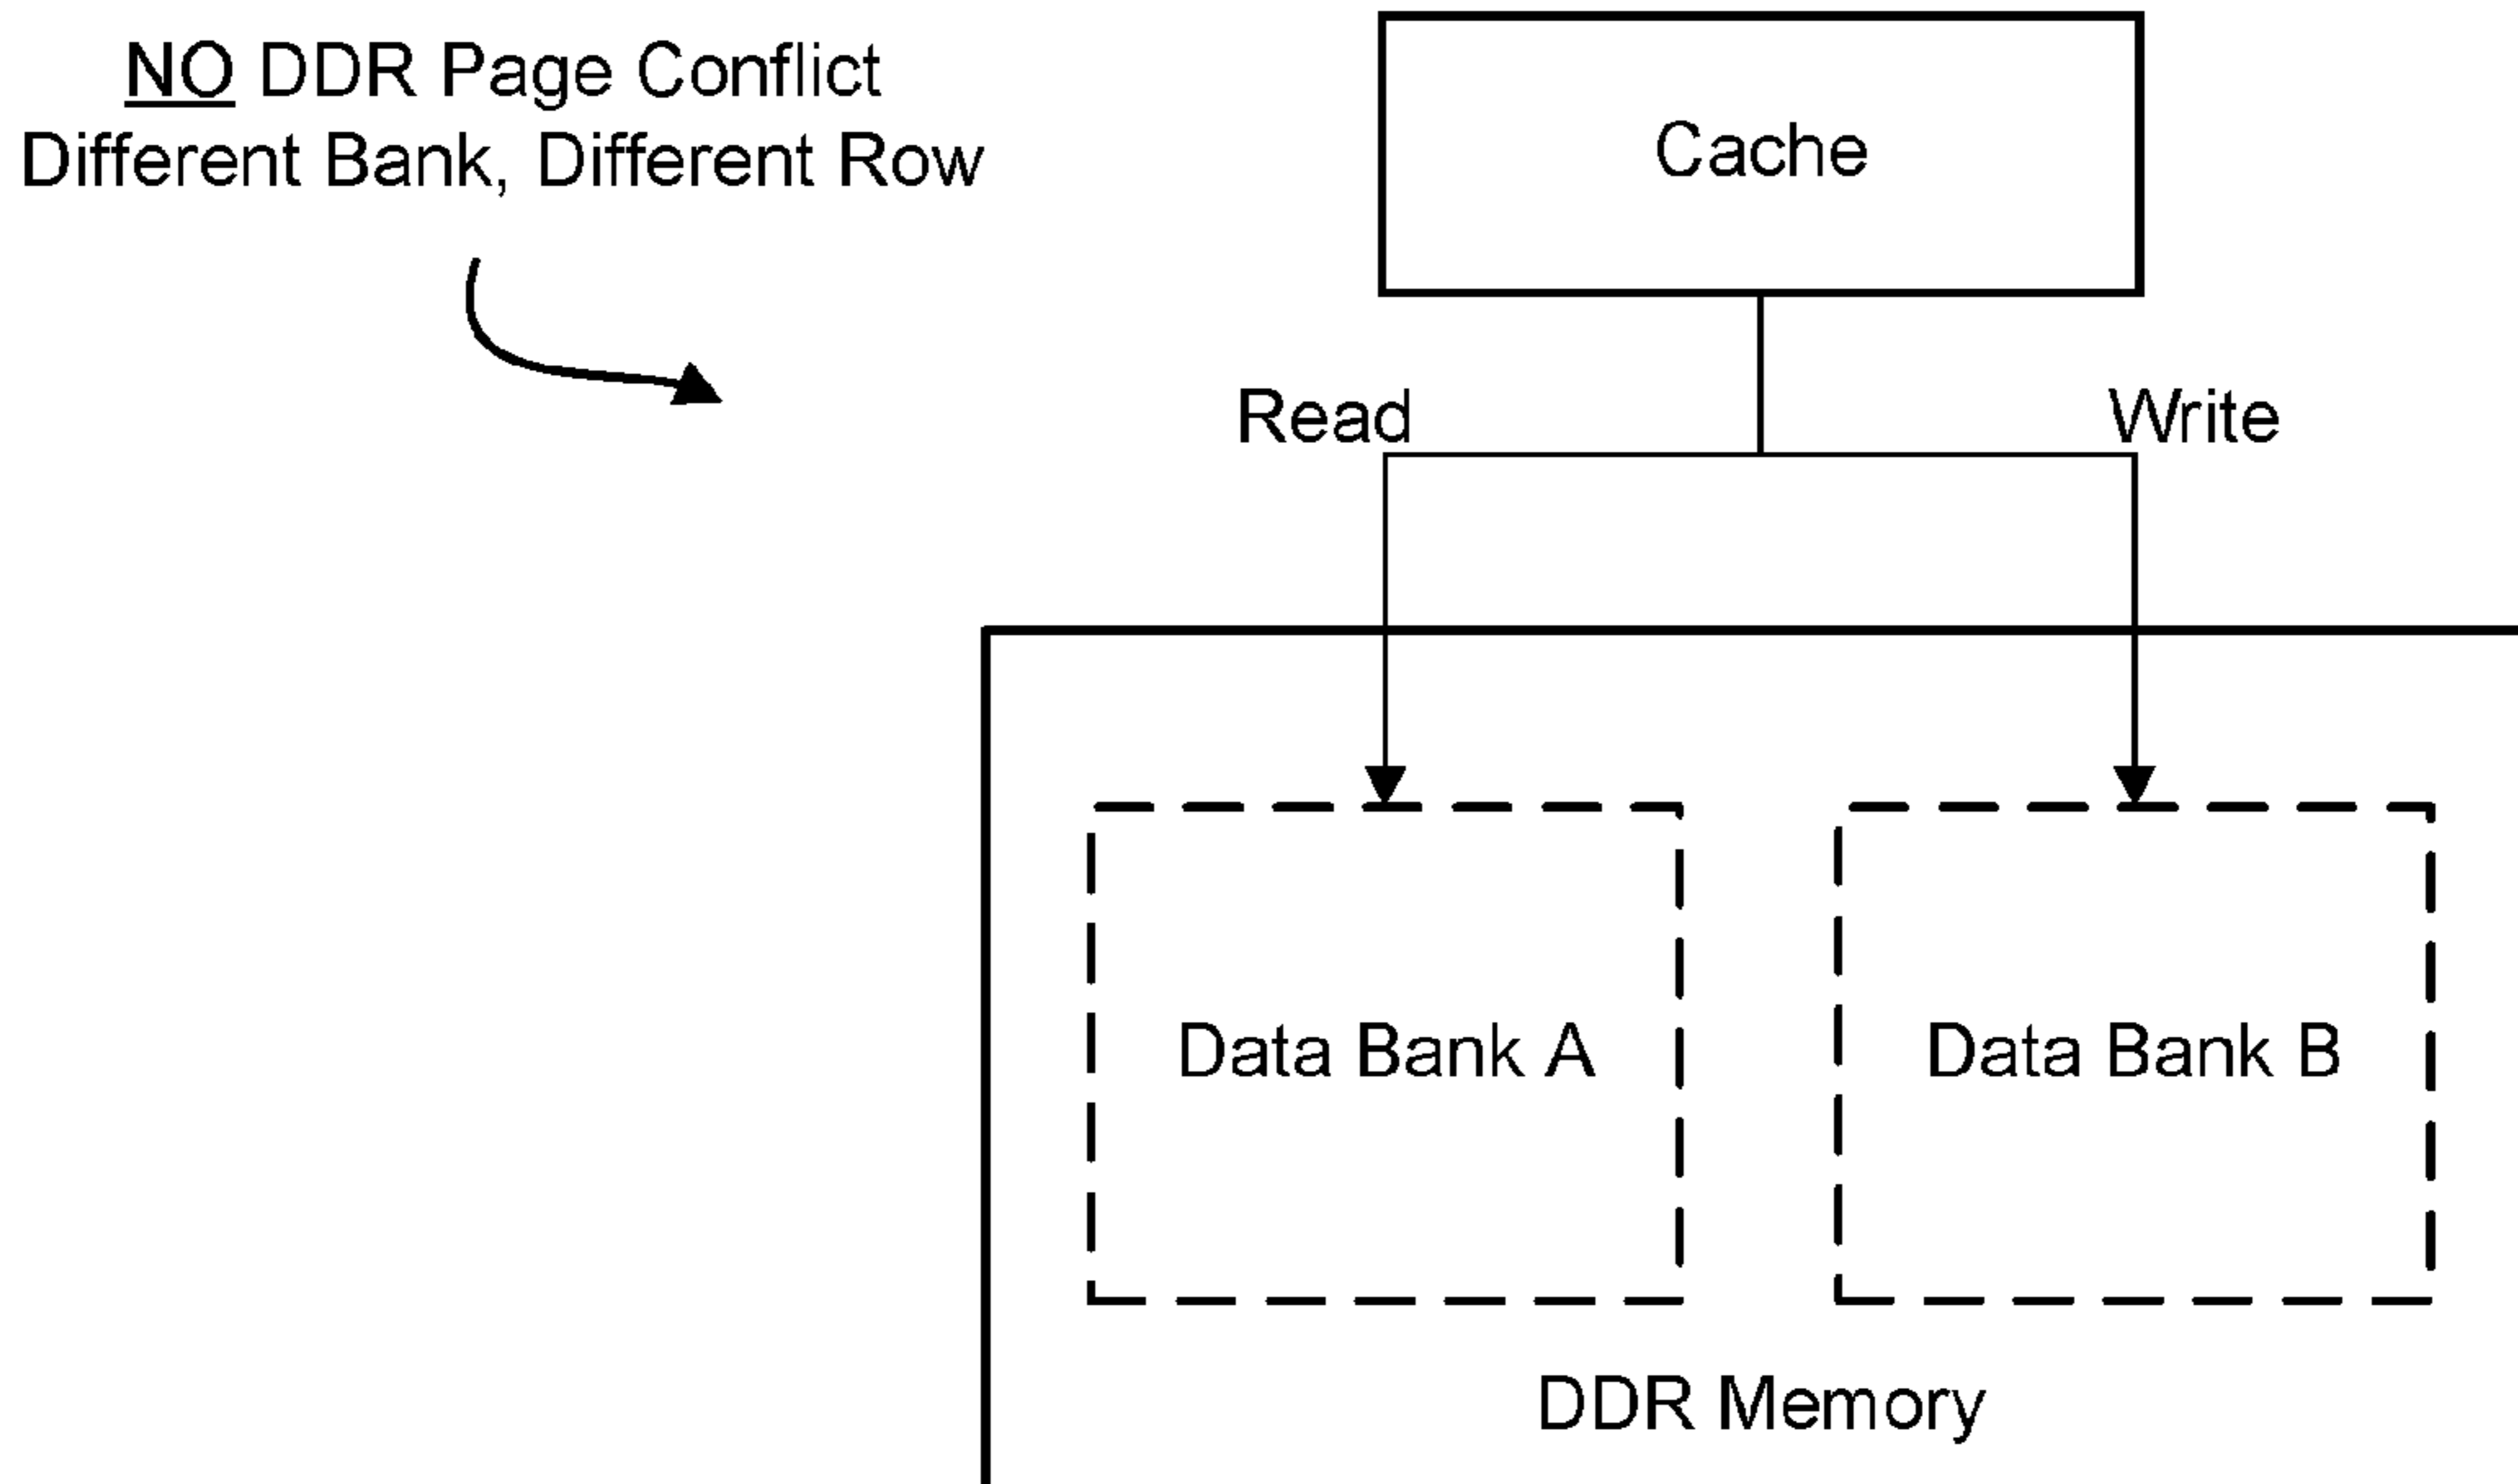 NO DDR Page Conflict
Different Bank, Different Row
Cache
Read
Write
Data Bank A
Data Bank B
DDR Memory